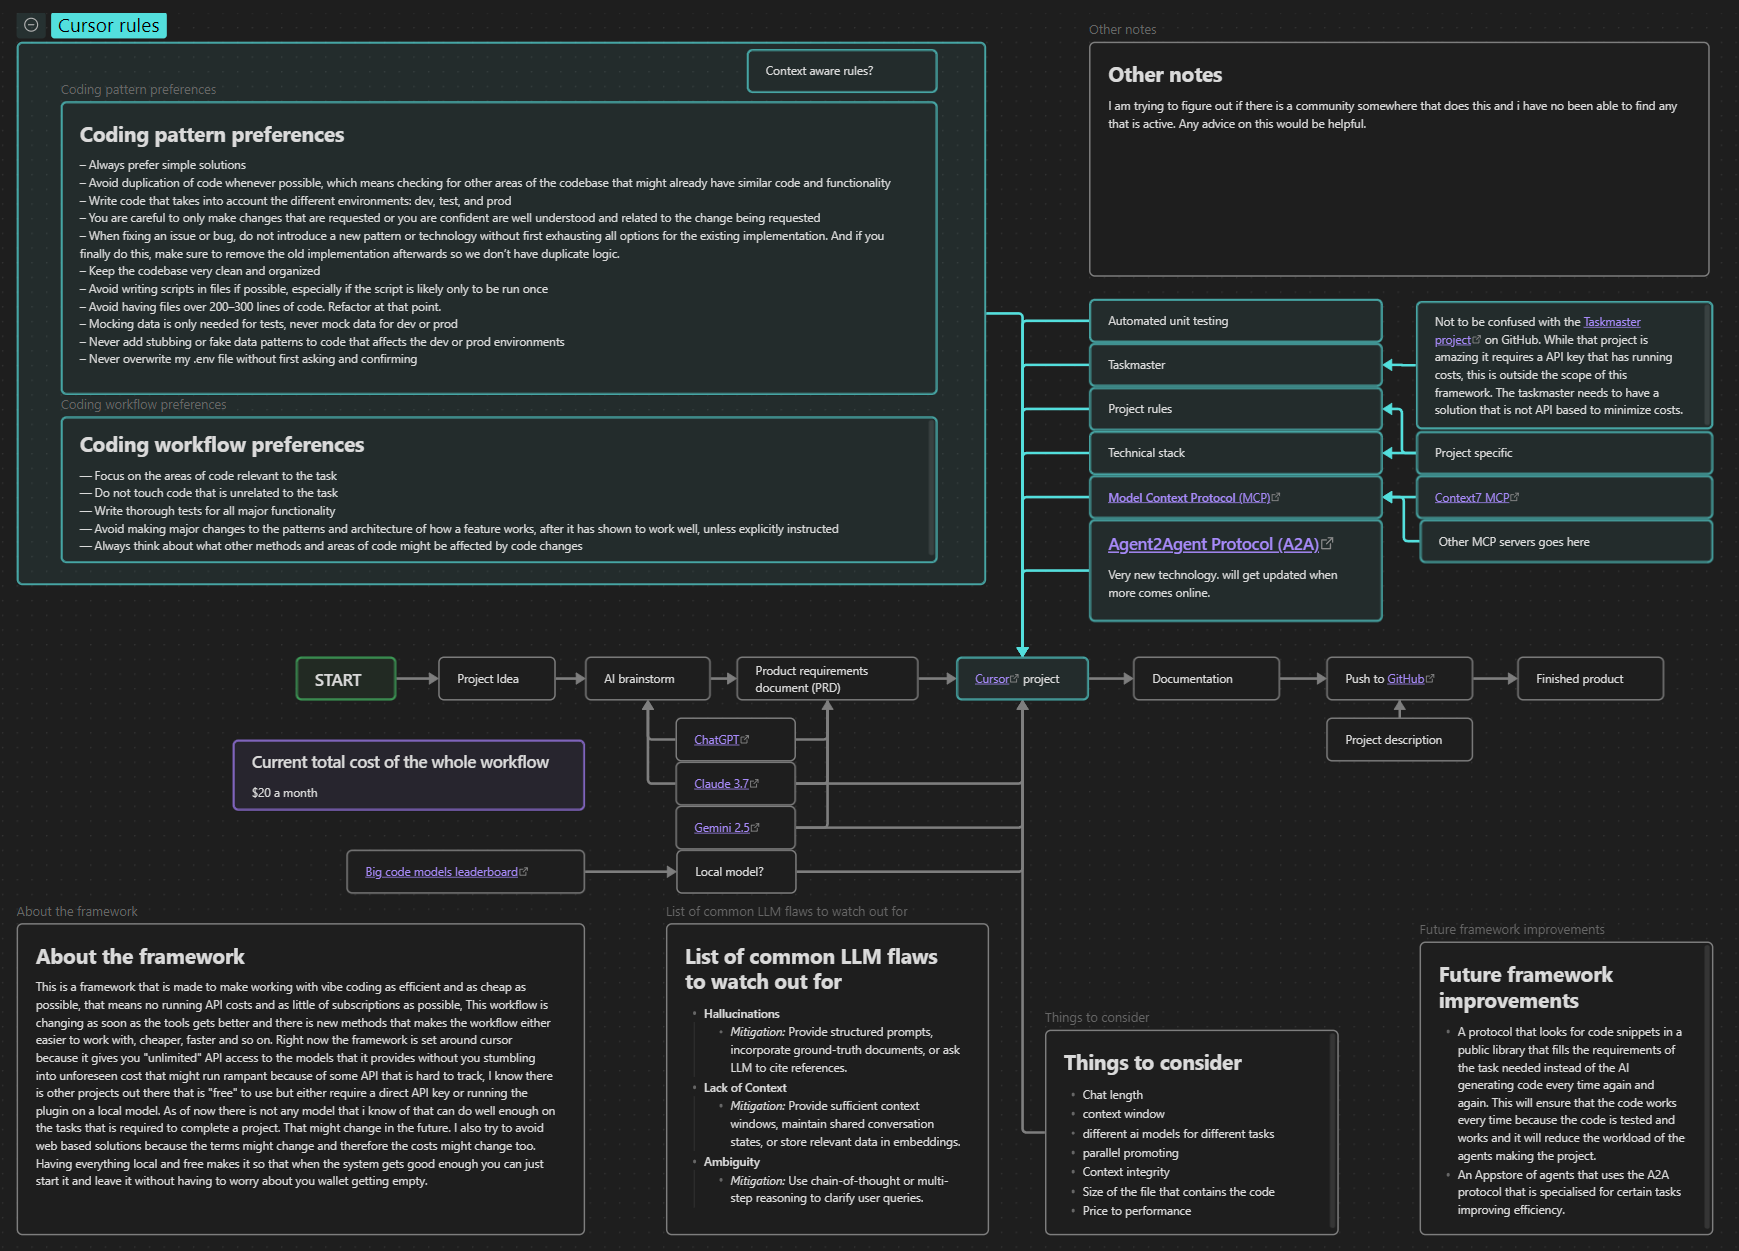 Cursor rules
Context aware rules?
Coding pattern preferences
Coding pattern preferences
– Always prefer simple solutions
– Avoid duplication of code whenever possible, which means checking for other areas of the codebase that might already have similar code and functionality
– Write code that takes into account the different environments: dev, test, and prod
– You are careful to only make changes that are requested or you are confident are well understood and related to the change being requested
– When fixing an issue or bug, do not introduce a new pattern or technology without first exhausting all options for the existing implementation. And if you
finally do this, make sure to remove the old implementation afterwards so we don’t have duplicate logic.
– Keep the codebase very clean and organized
– Avoid writing scripts in files if possible, especially if the script is likely only to be run once
– Avoid having files over 200–300 lines of code. Refactor at that point.
– Mocking data is only needed for tests, never mock data for dev or prod
– Never add stubbing or fake data patterns to code that affects the dev or prod environments
– Never overwrite my .env file without first asking and confirming
Coding workflow preferences
Coding workflow preferences
— Focus on the areas of code relevant to the task
— Do not touch code that is unrelated to the task
— Write thorough tests for all major functionality
— Avoid making major changes to the patterns and architecture of how a feature works, after it has shown to work well, unless explicitly instructed
— Always think about what other methods and areas of code might be affected by code changes
Other notes
Other notes
I am trying to figure out if there is a community somewhere that does this and i have no been able to find any
that is active. Any advice on this would be helpful.
Automated unit testing
Taskmaster
Project rules
Technical stack
Model Context Protocol (MCP)
Agent2Agent Protocol (A2A)
Very new technology. will get updated when
more comes online.
Not to be confused with the Taskmaster
project on GitHub. While that project is
amazing it requires a API key that has running
costs, this is outside the scope of this
framework. The taskmaster needs to have a
solution that is not API based to minimize costs.
Project specific
Context7 MCP
Other MCP servers goes here
START
Project Idea
AI brainstorm
Product requirements
document (PRD)
Cursor project
Documentation
Push to GitHub
Finished product
Project description
ChatGPT
Claude 3.7
Gemini 2.5
Local model?
Current total cost of the whole workflow
$20 a month
Big code models leaderboard
About the framework
About the framework
This is a framework that is made to make working with vibe coding as efficient and as cheap as
possible, that means no running API costs and as little of subscriptions as possible, This workflow is
changing as soon as the tools gets better and there is new methods that makes the workflow either
easier to work with, cheaper, faster and so on. Right now the framework is set around cursor
because it gives you "unlimited" API access to the models that it provides without you stumbling
into unforeseen cost that might run rampant because of some API that is hard to track, I know there
is other projects out there that is "free" to use but either require a direct API key or running the
plugin on a local model. As of now there is not any model that i know of that can do well enough on
the tasks that is required to complete a project. That might change in the future. I also try to avoid
web based solutions because the terms might change and therefore the costs might change too.
Having everything local and free makes it so that when the system gets good enough you can just
start it and leave it without having to worry about you wallet getting empty.
List of common LLM flaws to watch out for
List of common LLM flaws
to watch out for
• Hallucinations
• Mitigation: Provide structured prompts,
incorporate ground-truth documents, or ask
LLM to cite references.
• Lack of Context
• Mitigation: Provide sufficient context
windows, maintain shared conversation
states, or store relevant data in embeddings.
• Ambiguity
• Mitigation: Use chain-of-thought or multi-
step reasoning to clarify user queries.
Things to consider
Things to consider
• Chat length
• context window
• different ai models for different tasks
• parallel promoting
• Context integrity
• Size of the file that contains the code
• Price to performance
Future framework improvements
Future framework
improvements
• A protocol that looks for code snippets in a
public library that fills the requirements of
the task needed instead of the AI
generating code every time again and
again. This will ensure that the code works
every time because the code is tested and
works and it will reduce the workload of the
agents making the project.
• An Appstore of agents that uses the A2A
protocol that is specialised for certain tasks
improving efficiency.